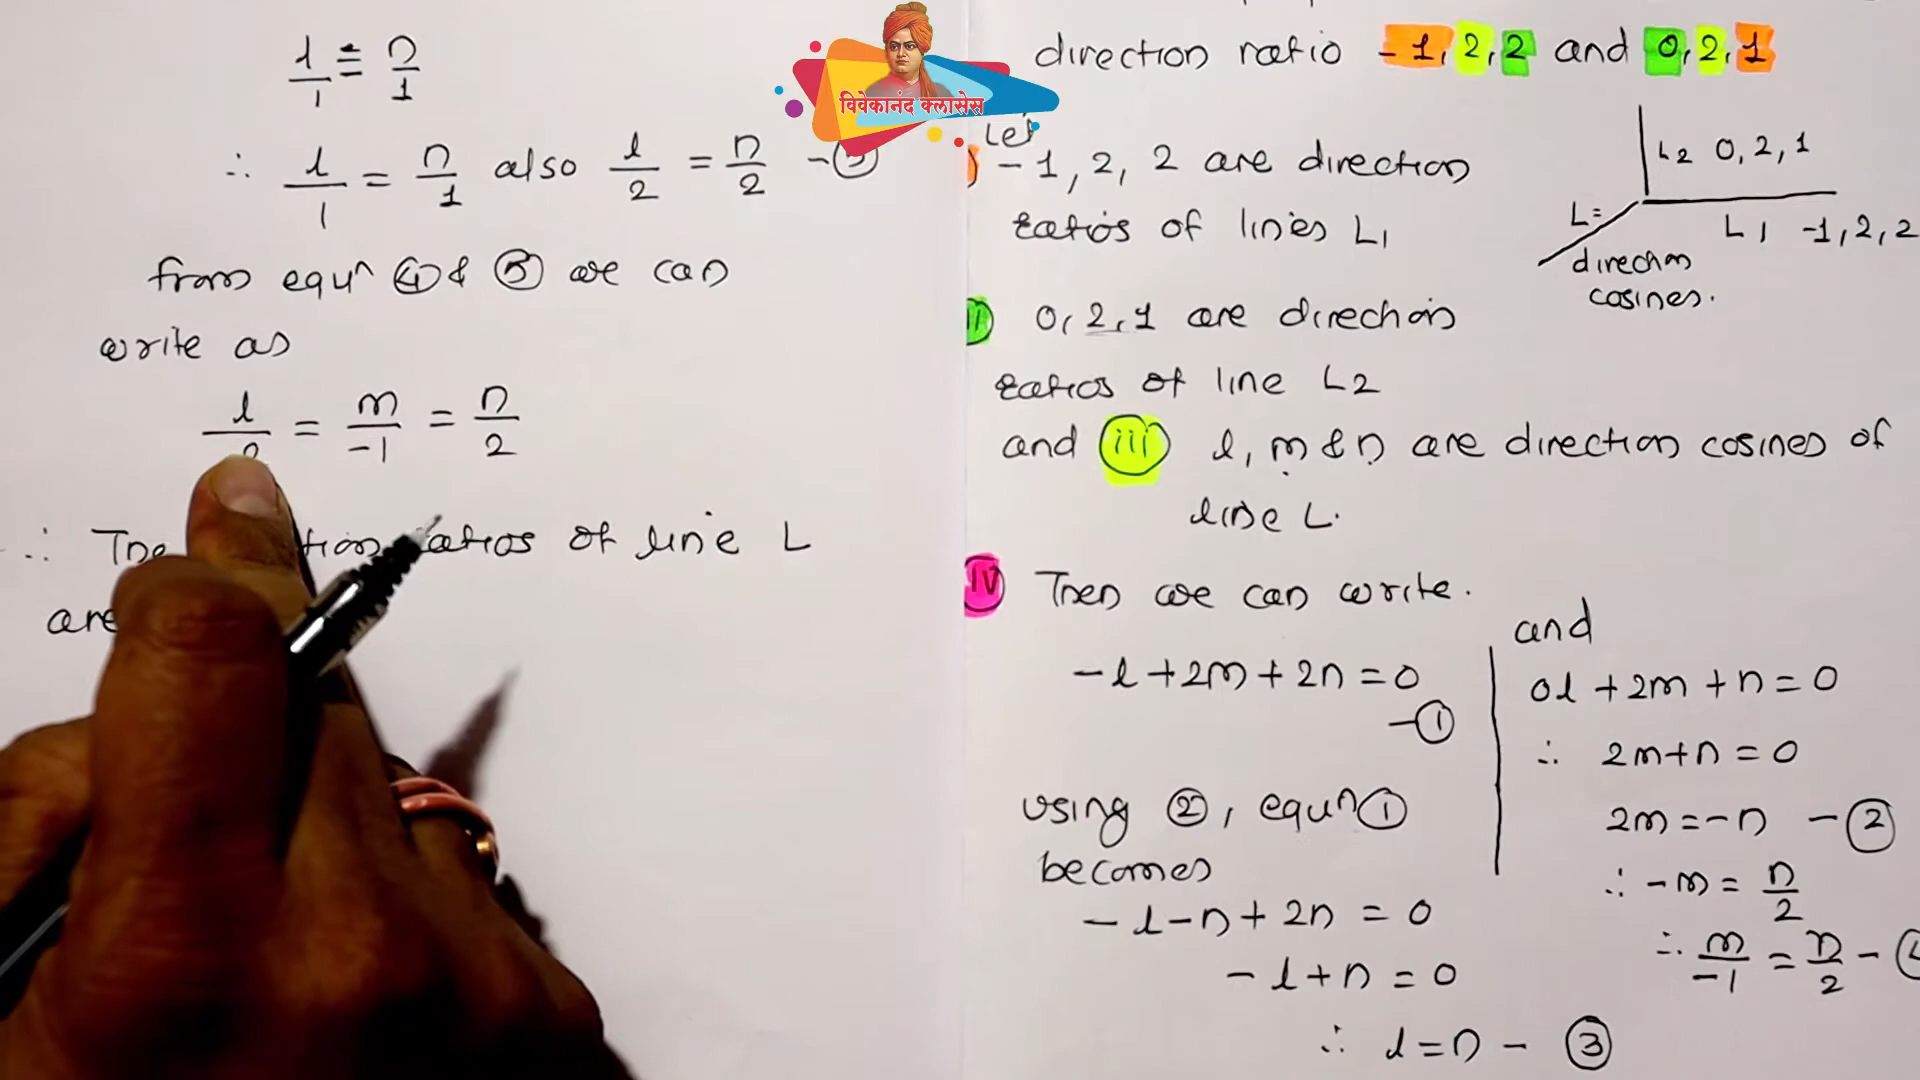 l/1 = n/1
∴ l/1 = n/1 also l/2 = n/2 -⑤
from equⁿ ④ & ⑤ we can
write as
l/2 = m/-1 = n/2
∴ The ratios of line L
are
विवेकानंद क्लासेस
direction ratio -1, 2, 2 and 0, 2, 1
Let
i) -1, 2, 2 are direction
ratios of lines L1
ii) 0, 2, 1 are direction
ratios of line L2
and iii) l, m & n are direction cosines of
line L.
L2 0, 2, 1
L=
L1 -1, 2, 2
direction
cosines.
iv) Then we can write.
-l + 2m + 2n = 0
-①
using ②, equⁿ ①
becomes
-l - n + 2n = 0
-l + n = 0
∴ l = n - ③
and
0l + 2m + n = 0
∴ 2m + n = 0
2m = -n - ②
∴ -m = n/2
∴ m/-1 = n/2 - ④